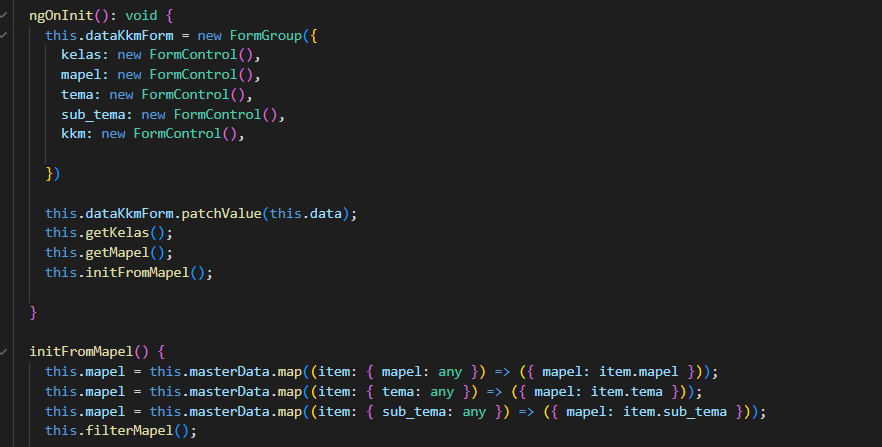 ngOnInit(): void {
this.dataKkmForm = new FormGroup({
kelas: new FormControl(),
mapel: new FormControl(),
tema: new FormControl(),
sub_tema: new FormControl(),
kkm: new FormControl(),
})
this.dataKkmForm.patchValue(this.data);
this.getKelas();
this.getMapel();
this.initFromMapel();
}
initFromMapel() {
this.mapel = this.masterData.map((item: { mapel: any }) => ({ mapel: item.mapel }));
this.mapel = this.masterData.map((item: { tema: any }) => ({ mapel: item.tema }));
this.mapel = this.masterData.map((item: { sub_tema: any }) => ({ mapel: item.sub_tema }));
this.filterMapel();